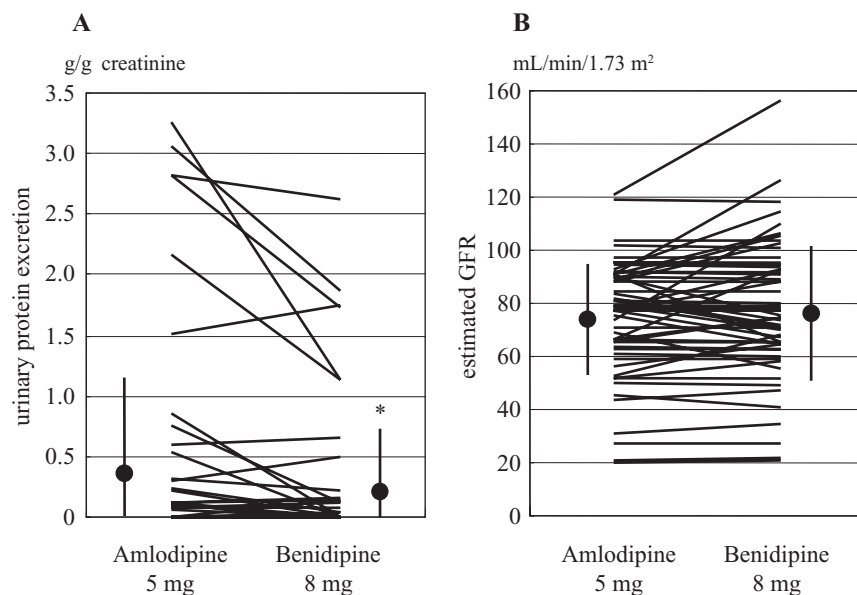 A
g/g creatinine
urinary protein excretion
3.5
3.0
2.5
2.0
1.5
1.0
0.5
0
*
Amlodipine
5 mg
Benidipine
8 mg
B
mL/min/1.73 m²
estimated GFR
160
140
120
100
80
60
40
20
0
Amlodipine
5 mg
Benidipine
8 mg